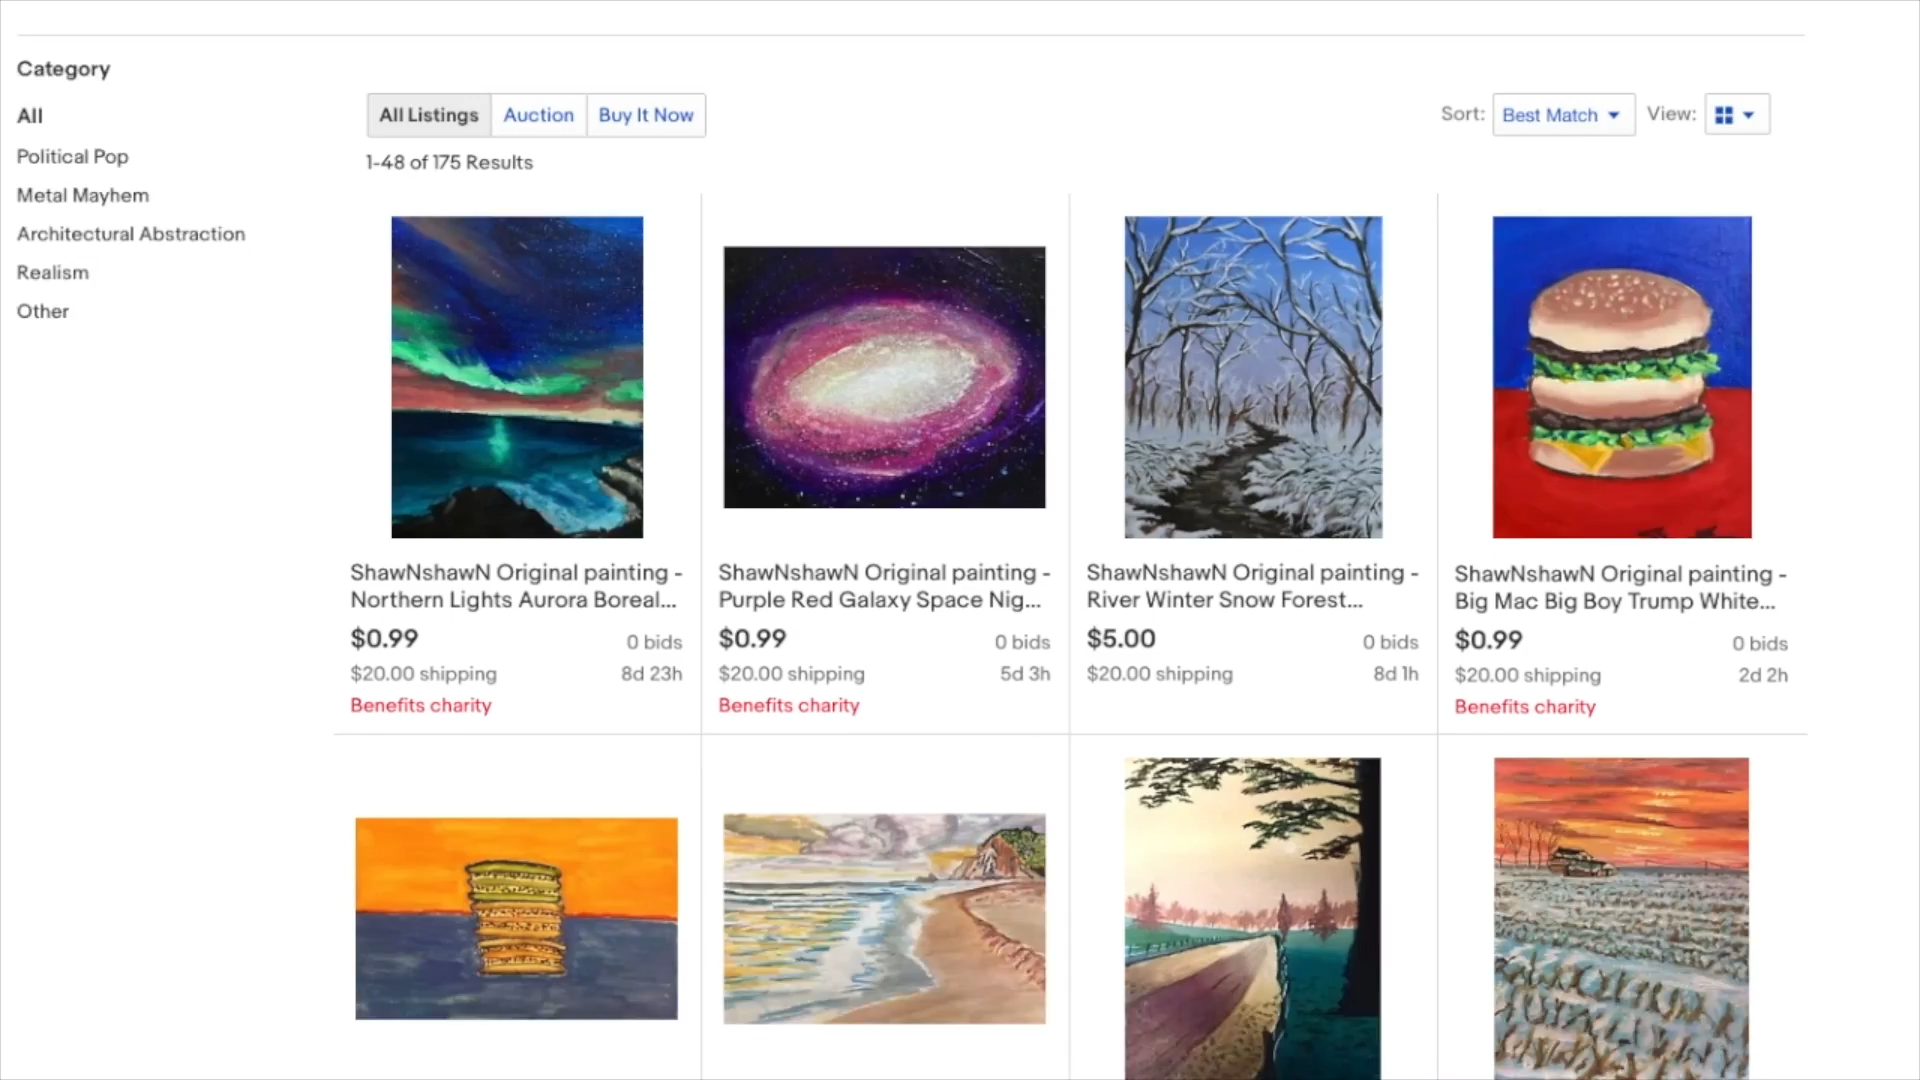 Category
All
Political Pop
Metal Mayhem
Architectural Abstraction
Realism
Other
All Listings
Auction
Buy It Now
Sort:
Best Match
View:
1-48 of 175 Results
ShawNshawN Original painting -
Northern Lights Aurora Boreal...
$0.99
0 bids
$20.00 shipping
8d 23h
Benefits charity
ShawNshawN Original painting -
Purple Red Galaxy Space Nig...
$0.99
0 bids
$20.00 shipping
5d 3h
Benefits charity
ShawNshawN Original painting -
River Winter Snow Forest...
$5.00
0 bids
$20.00 shipping
8d 1h
ShawNshawN Original painting -
Big Mac Big Boy Trump White...
$0.99
0 bids
$20.00 shipping
2d 2h
Benefits charity